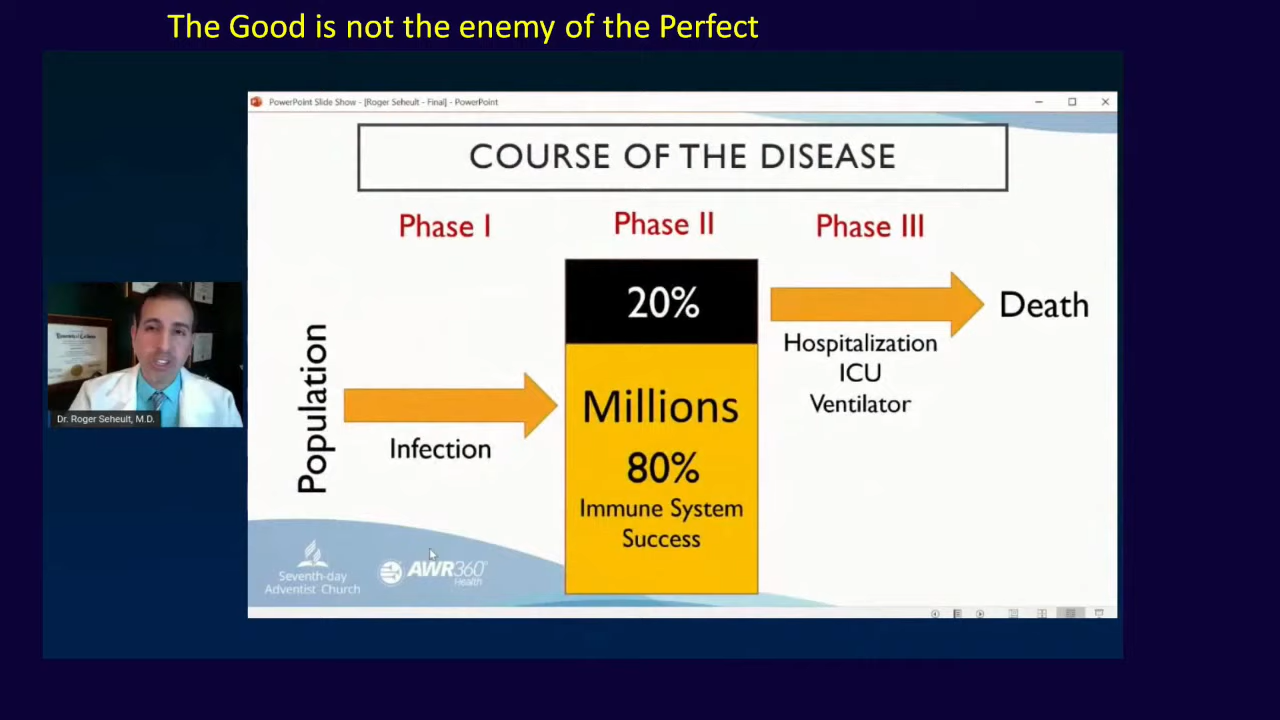 The Good is not the enemy of the Perfect
PowerPoint Slide Show - [Roger Seheult - Final] - PowerPoint
COURSE OF THE DISEASE
Phase I
Phase II
Phase III
20%
Death
Hospitalization
ICU
Ventilator
Population
Infection
Millions
80%
Immune System
Success
Dr. Roger Seheult, M.D.
Seventh-day
Adventist Church
AWR360°
Health